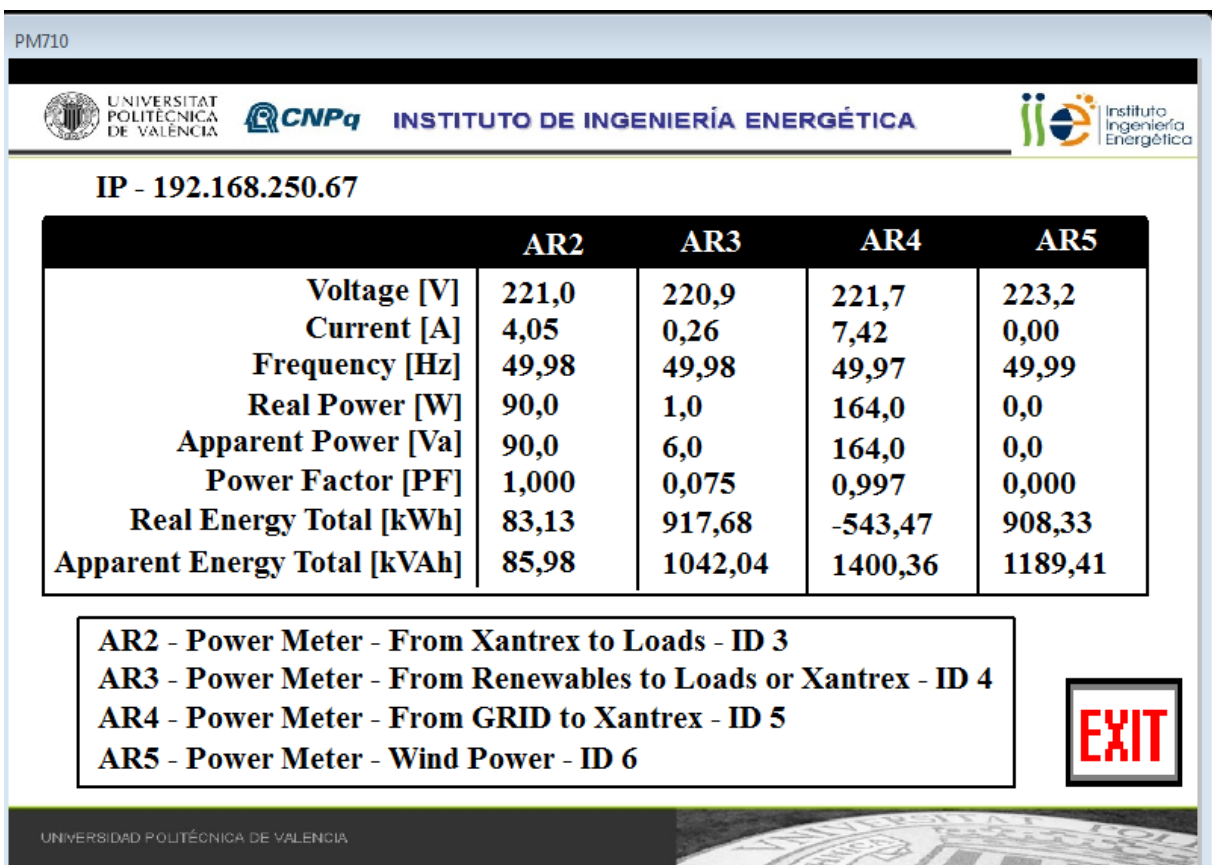 PM710
UNIVERSITAT
POLITÈCNICA
DE VALÈNCIA
CNPq
INSTITUTO DE INGENIERÍA ENERGÉTICA
iie
Instituto
Ingeniería
Energética
IP - 192.168.250.67
AR2 AR3 AR4 AR5
Voltage [V] 221,0 220,9 221,7 223,2
Current [A] 4,05 0,26 7,42 0,00
Frequency [Hz] 49,98 49,98 49,97 49,99
Real Power [W] 90,0 1,0 164,0 0,0
Apparent Power [Va] 90,0 6,0 164,0 0,0
Power Factor [PF] 1,000 0,075 0,997 0,000
Real Energy Total [kWh] 83,13 917,68 -543,47 908,33
Apparent Energy Total [kVAh] 85,98 1042,04 1400,36 1189,41
AR2 - Power Meter - From Xantrex to Loads - ID 3
AR3 - Power Meter - From Renewables to Loads or Xantrex - ID 4
AR4 - Power Meter - From GRID to Xantrex - ID 5
AR5 - Power Meter - Wind Power - ID 6
EXIT
UNIVERSIDAD POLITÉCNICA DE VALENCIA